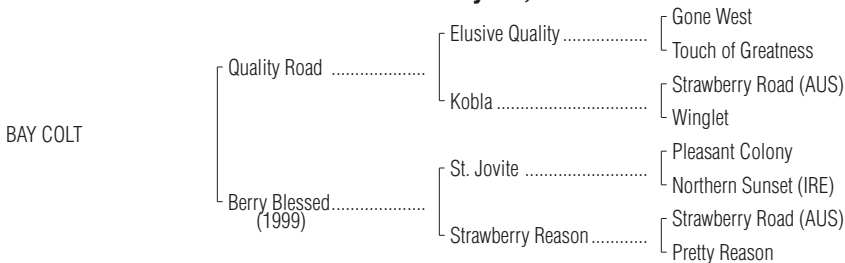 Gone West
Elusive Quality ...................
Touch of Greatness
Quality Road .....................
Strawberry Road (AUS)
Kobla ..................................
Winglet
BAY COLT
Pleasant Colony
St. Jovite ...........................
Northern Sunset (IRE)
Berry Blessed.....................
(1999)
Strawberry Road (AUS)
Strawberry Reason............
Pretty Reason